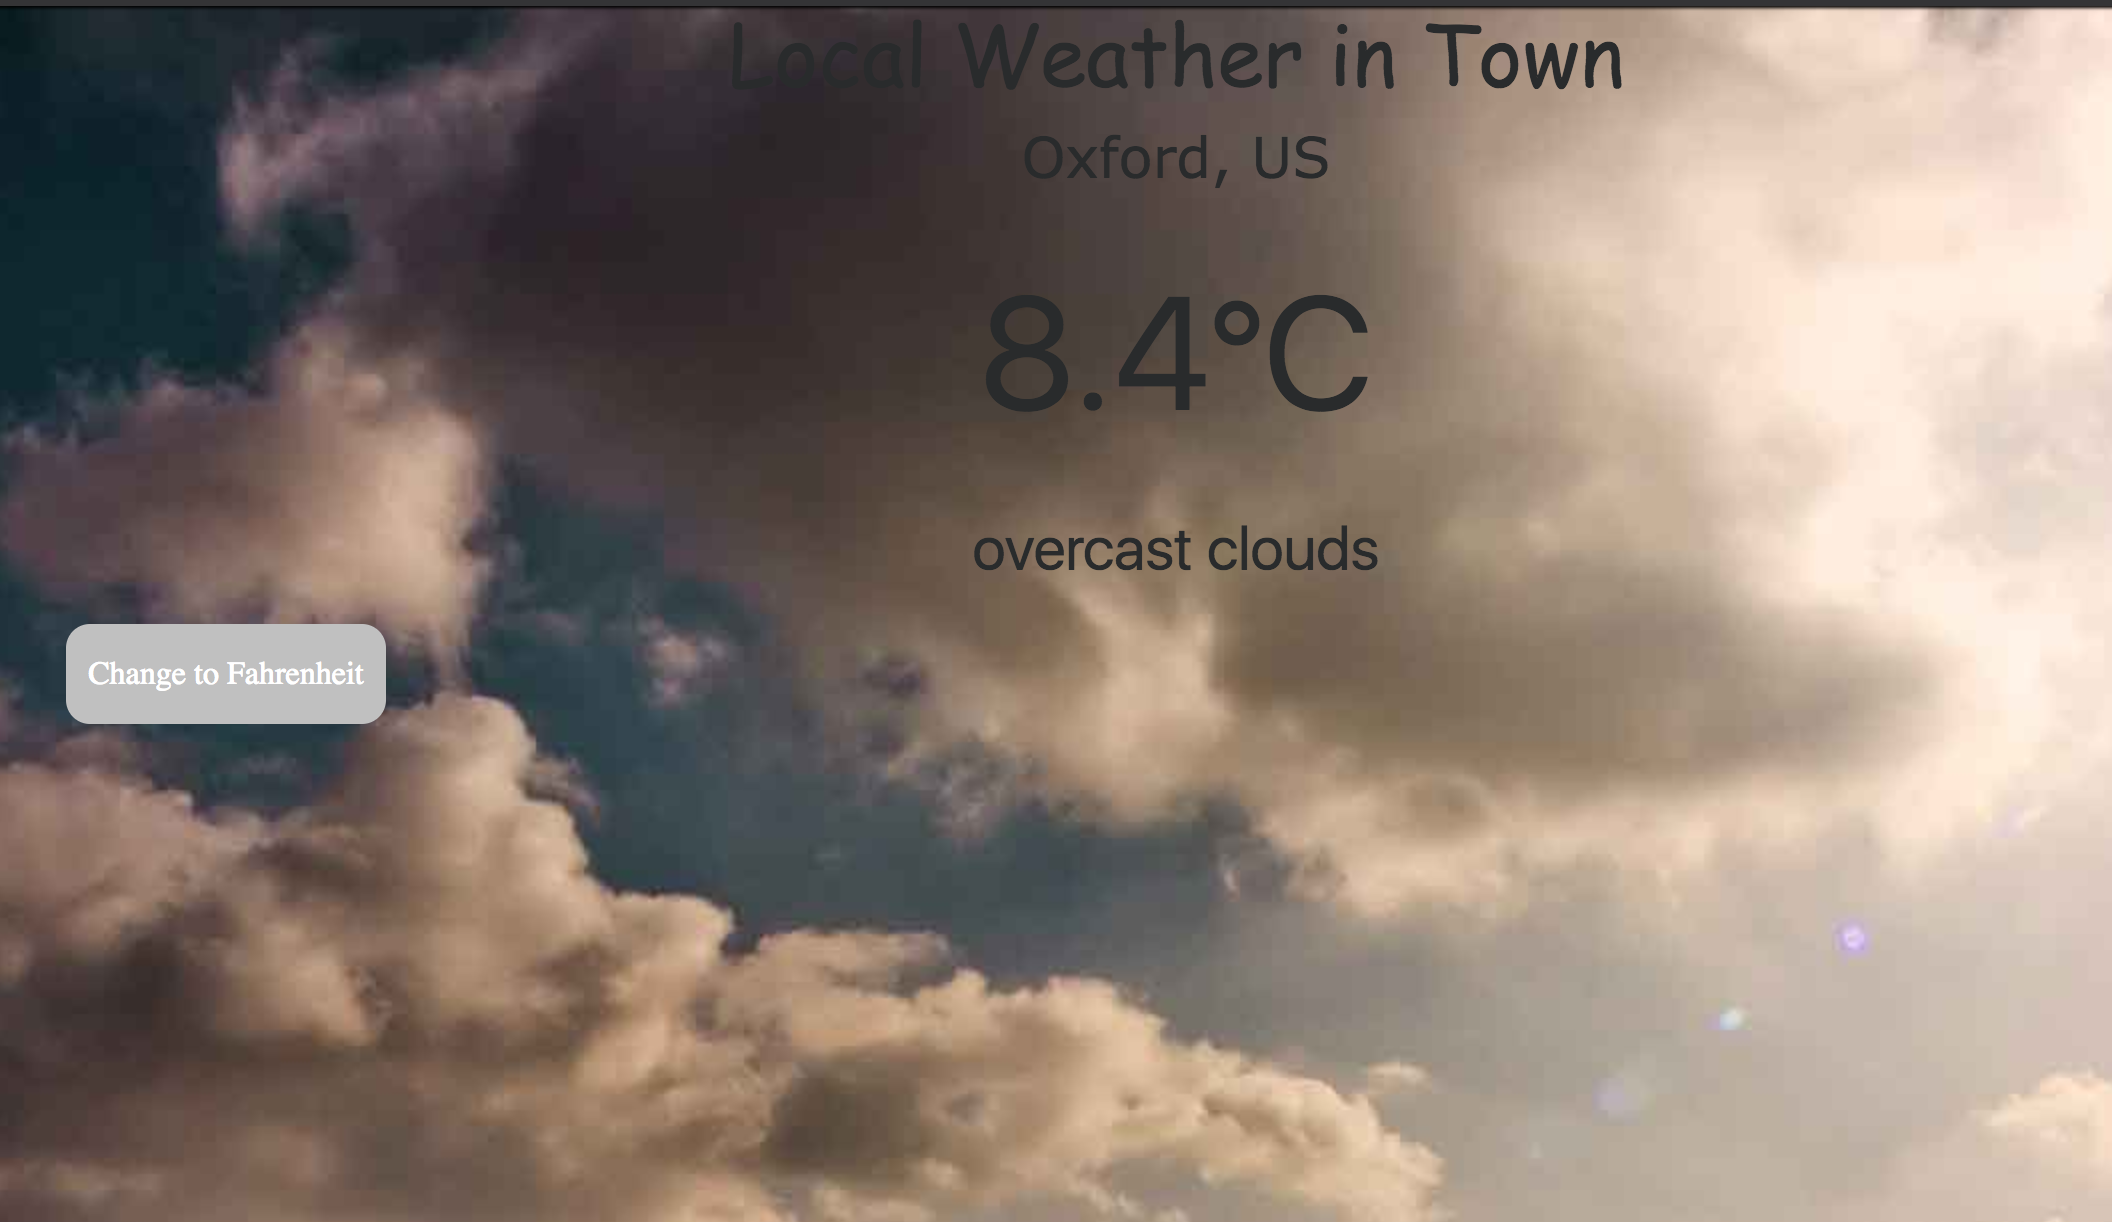 Local Weather in Town
Oxford, US
8.4°C
overcast clouds
Change to Fahrenheit